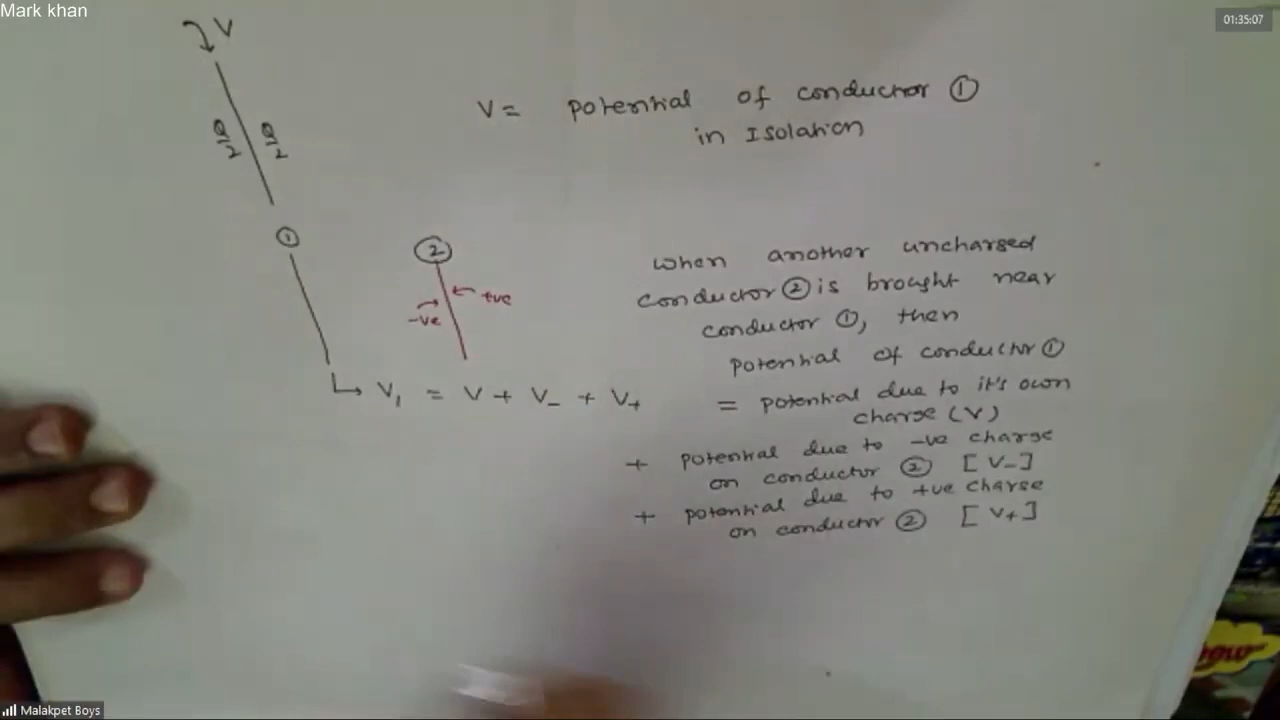 Mark khan
01:35:07
V
Q/2 Q/2
V = potential of conductor ①
in Isolation
①
②
-ve
+ve
when another uncharged
conductor ② is brought near
conductor ①, then
potential of conductor ①
V₁ = V + V₋ + V₊
= potential due to it's own
charge (V)
+ potential due to -ve charge
on conductor ② [V₋]
+ potential due to +ve charge
on conductor ② [V₊]
Malakpet Boys